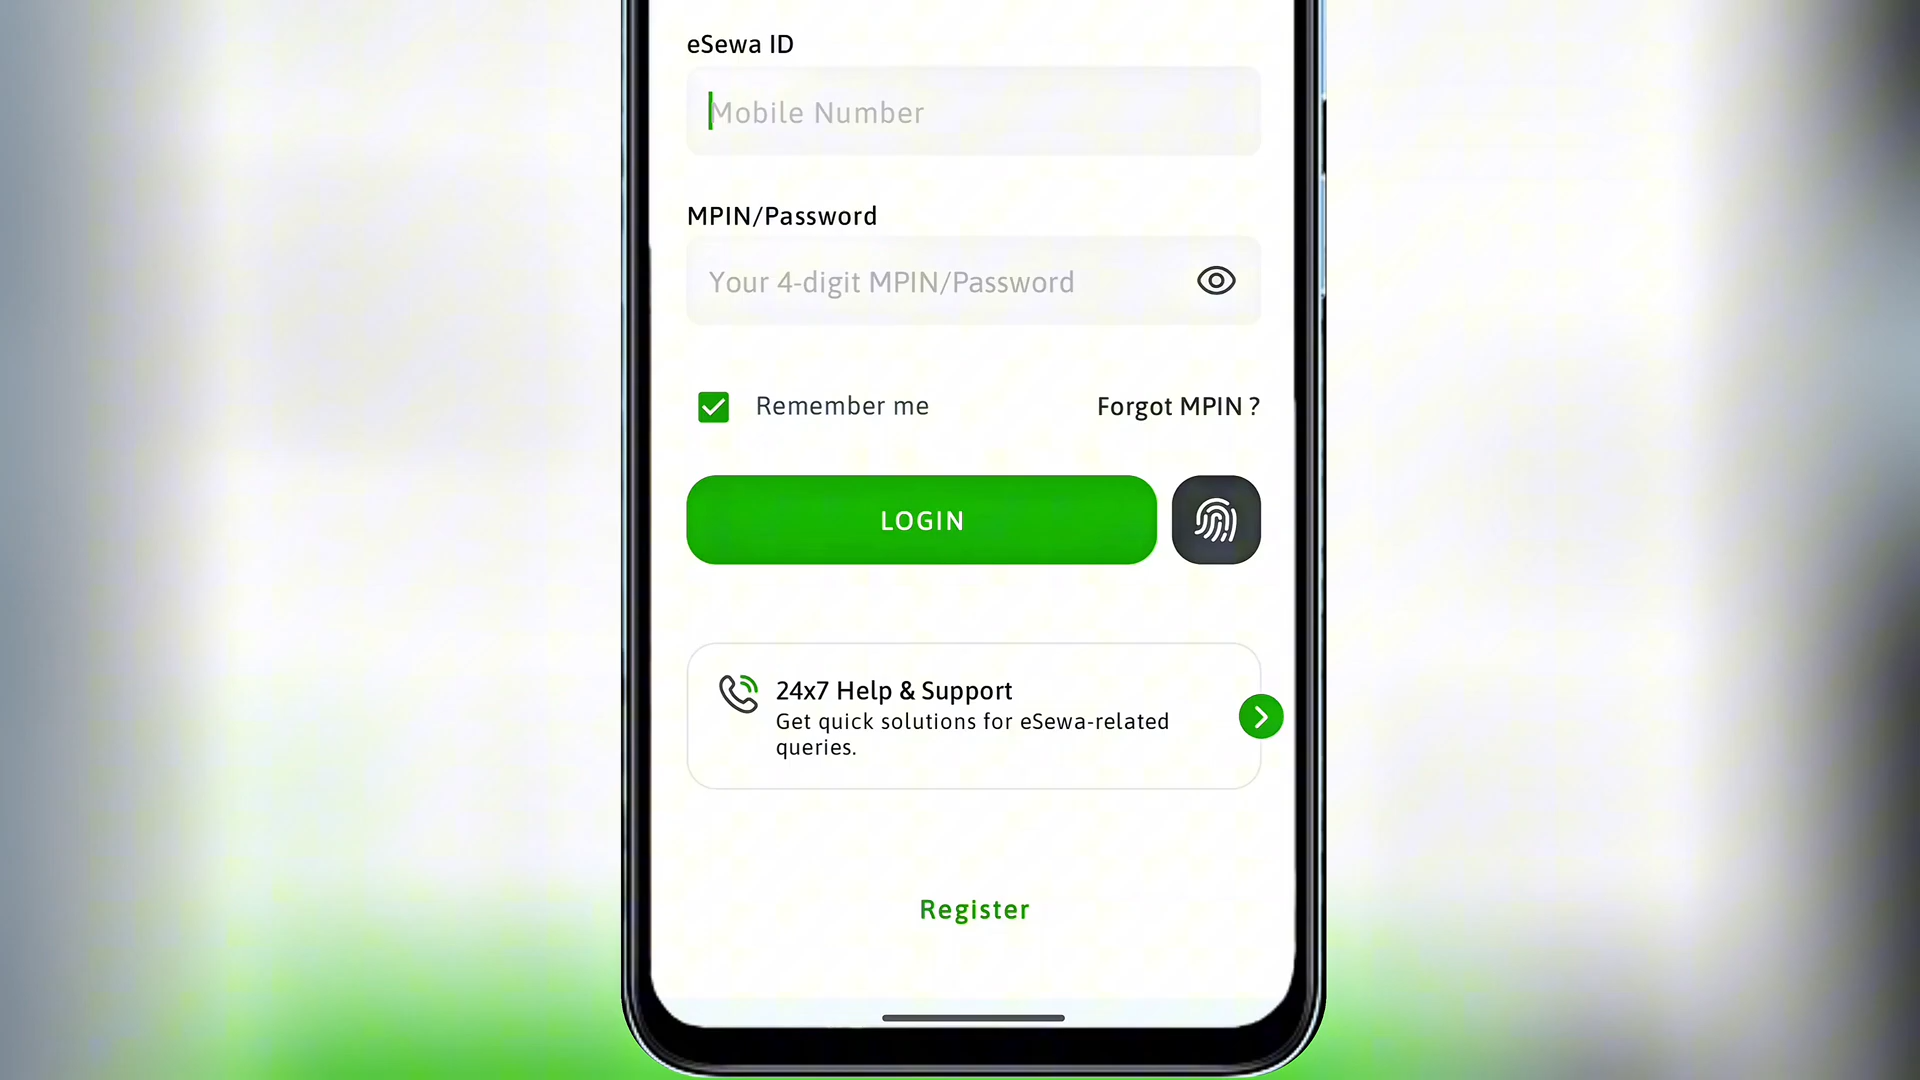 eSewa ID
Mobile Number
MPIN/Password
Your 4-digit MPIN/Password
Remember me
Forgot MPIN ?
LOGIN
24x7 Help & Support
Get quick solutions for eSewa-related
queries.
Register